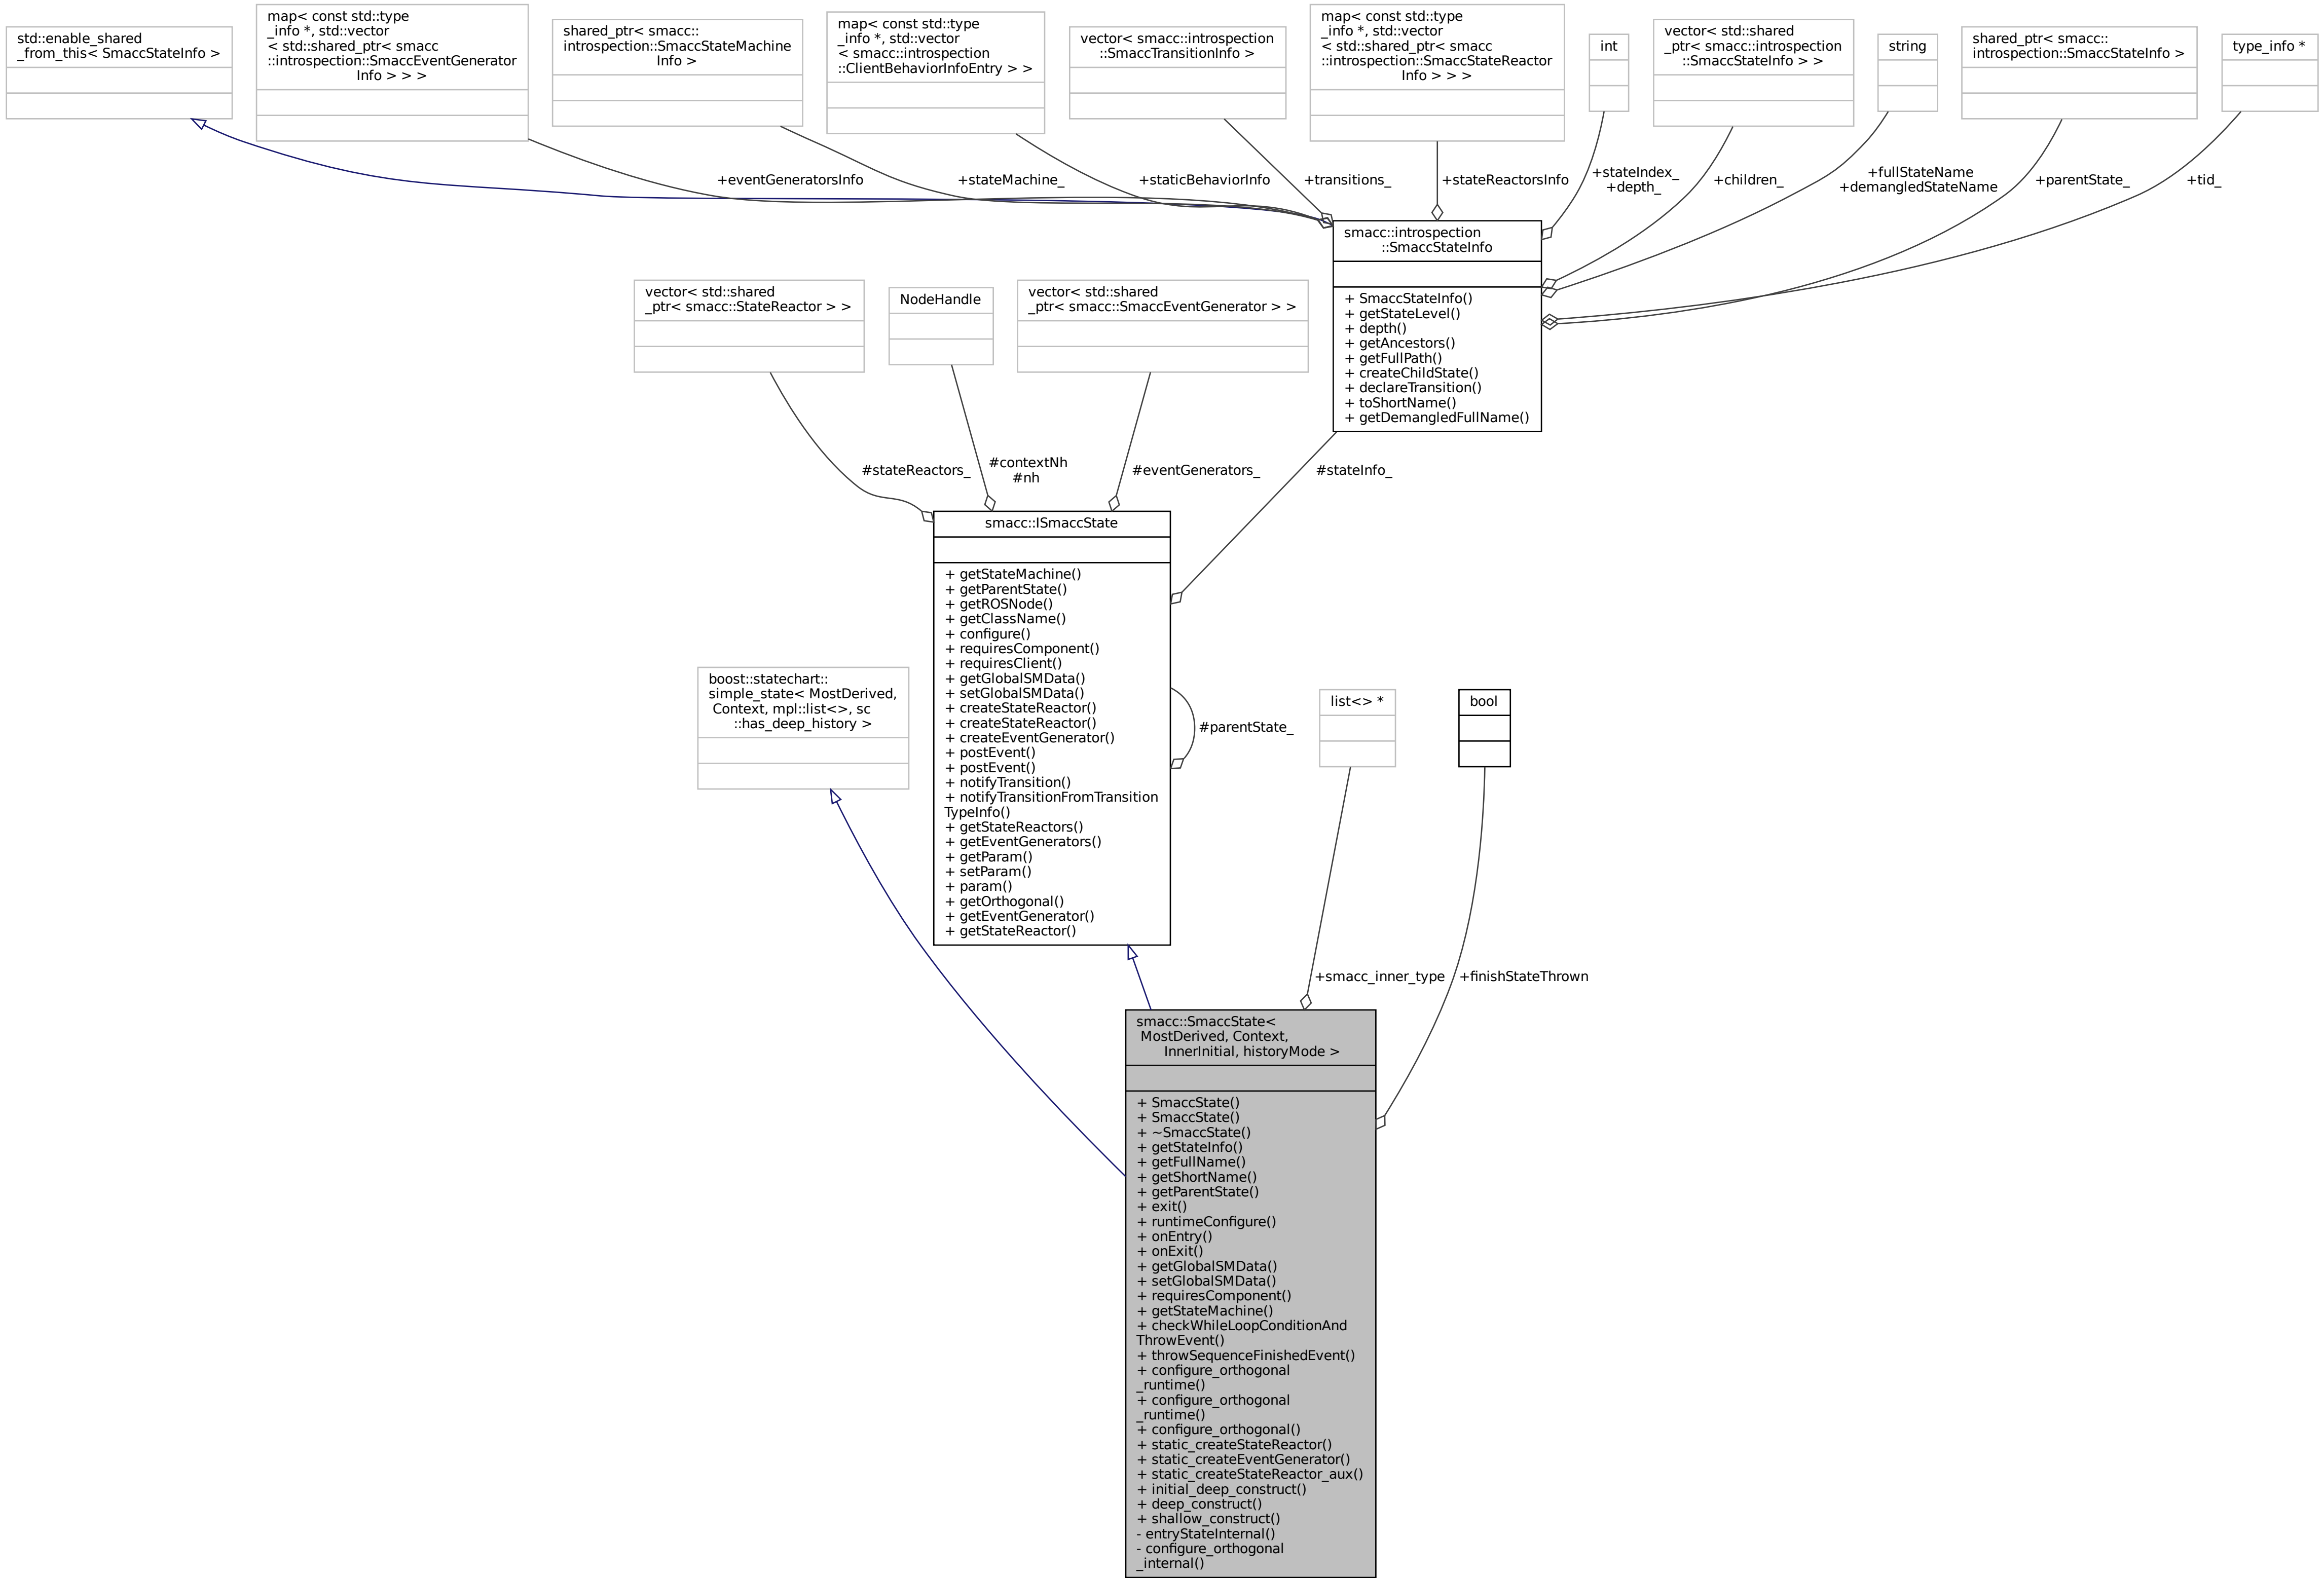 std::enable_shared
_from_this< SmaccStateInfo >
map< const std::type
_info *, std::vector
< std::shared_ptr< smacc
::introspection::SmaccEventGenerator
Info > > >
shared_ptr< smacc::
introspection::SmaccStateMachine
Info >
map< const std::type
_info *, std::vector
< smacc::introspection
::ClientBehaviorInfoEntry > >
vector< smacc::introspection
::SmaccTransitionInfo >
map< const std::type
_info *, std::vector
< std::shared_ptr< smacc
::introspection::SmaccStateReactor
Info > > >
int
vector< std::shared
_ptr< smacc::introspection
::SmaccStateInfo > >
string
shared_ptr< smacc::
introspection::SmaccStateInfo >
type_info *
+eventGeneratorsInfo
+stateMachine_
+staticBehaviorInfo
+transitions_
+stateReactorsInfo
+stateIndex_
+depth_
+children_
+fullStateName
+demangledStateName
+parentState_
+tid_
smacc::introspection
::SmaccStateInfo
+ SmaccStateInfo()
+ getStateLevel()
+ depth()
+ getAncestors()
+ getFullPath()
+ createChildState()
+ declareTransition()
+ toShortName()
+ getDemangledFullName()
vector< std::shared
_ptr< smacc::StateReactor > >
NodeHandle
vector< std::shared
_ptr< smacc::SmaccEventGenerator > >
#stateReactors_
#contextNh
#nh
#eventGenerators_
#stateInfo_
smacc::ISmaccState
+ getStateMachine()
+ getParentState()
+ getROSNode()
+ getClassName()
+ configure()
+ requiresComponent()
+ requiresClient()
+ getGlobalSMData()
+ setGlobalSMData()
+ createStateReactor()
+ createStateReactor()
+ createEventGenerator()
+ postEvent()
+ postEvent()
+ notifyTransition()
+ notifyTransitionFromTransition
TypeInfo()
+ getStateReactors()
+ getEventGenerators()
+ getParam()
+ setParam()
+ param()
+ getOrthogonal()
+ getEventGenerator()
+ getStateReactor()
#parentState_
boost::statechart::
simple_state< MostDerived,
Context, mpl::list<>, sc
::has_deep_history >
list<> *
bool
+smacc_inner_type
+finishStateThrown
smacc::SmaccState<
MostDerived, Context,
InnerInitial, historyMode >
+ SmaccState()
+ SmaccState()
+ ~SmaccState()
+ getStateInfo()
+ getFullName()
+ getShortName()
+ getParentState()
+ exit()
+ runtimeConfigure()
+ onEntry()
+ onExit()
+ getGlobalSMData()
+ setGlobalSMData()
+ requiresComponent()
+ getStateMachine()
+ checkWhileLoopConditionAnd
ThrowEvent()
+ throwSequenceFinishedEvent()
+ configure_orthogonal
_runtime()
+ configure_orthogonal
_runtime()
+ configure_orthogonal()
+ static_createStateReactor()
+ static_createEventGenerator()
+ static_createStateReactor_aux()
+ initial_deep_construct()
+ deep_construct()
+ shallow_construct()
- entryStateInternal()
- configure_orthogonal
_internal()